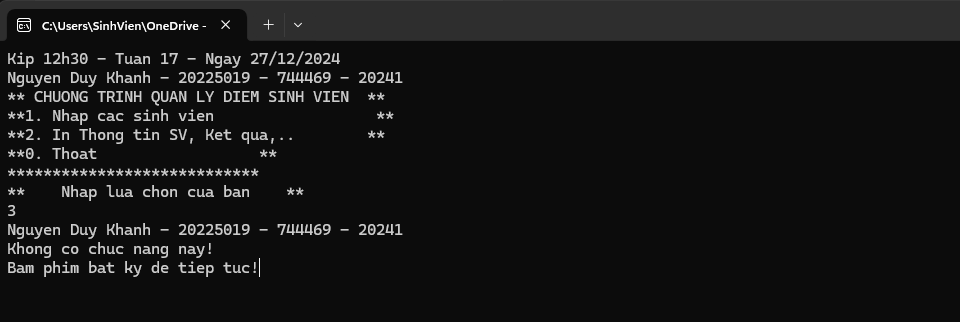 C:\Users\SinhVien\OneDrive -
Kip 12h30 - Tuan 17 - Ngay 27/12/2024
Nguyen Duy Khanh - 20225019 - 744469 - 20241
** CHUONG TRINH QUAN LY DIEM SINH VIEN  **
**1. Nhap cac sinh vien                  **
**2. In Thong tin SV, Ket qua,..        **
**0. Thoat                  **
****************************
**    Nhap lua chon cua ban    **
3
Nguyen Duy Khanh - 20225019 - 744469 - 20241
Khong co chuc nang nay!
Bam phim bat ky de tiep tuc!